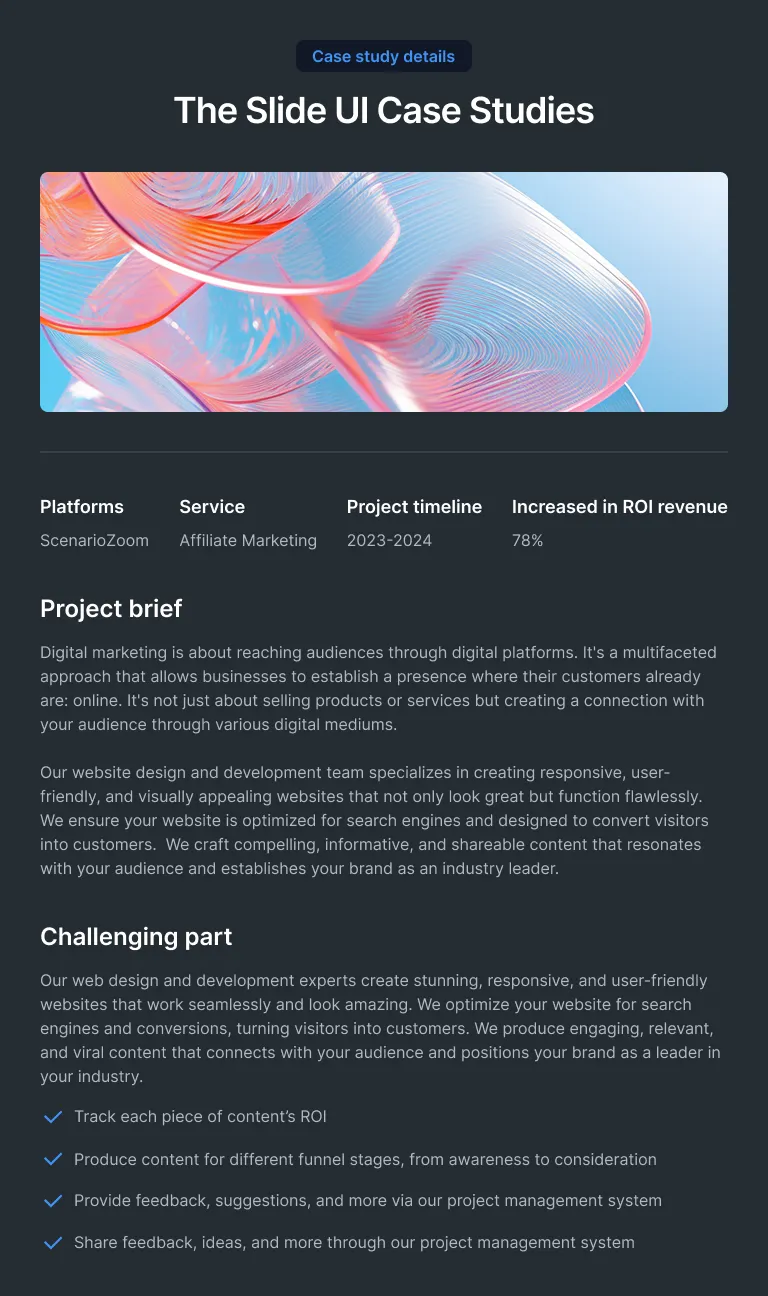 Case study details
The Slide UI Case Studies
Platforms
ScenarioZoom
Service
Affiliate Marketing
Project timeline
2023-2024
Increased in ROI revenue
78%
Project brief
Digital marketing is about reaching audiences through digital platforms. It's a multifaceted
approach that allows businesses to establish a presence where their customers already
are: online. It's not just about selling products or services but creating a connection with
your audience through various digital mediums.
Our website design and development team specializes in creating responsive, user-
friendly, and visually appealing websites that not only look great but function flawlessly.
We ensure your website is optimized for search engines and designed to convert visitors
into customers.  We craft compelling, informative, and shareable content that resonates
with your audience and establishes your brand as an industry leader.
Challenging part
Our web design and development experts create stunning, responsive, and user-friendly
websites that work seamlessly and look amazing. We optimize your website for search
engines and conversions, turning visitors into customers. We produce engaging, relevant,
and viral content that connects with your audience and positions your brand as a leader in
your industry.
Track each piece of content’s ROI
Produce content for different funnel stages, from awareness to consideration
Provide feedback, suggestions, and more via our project management system
Share feedback, ideas, and more through our project management system